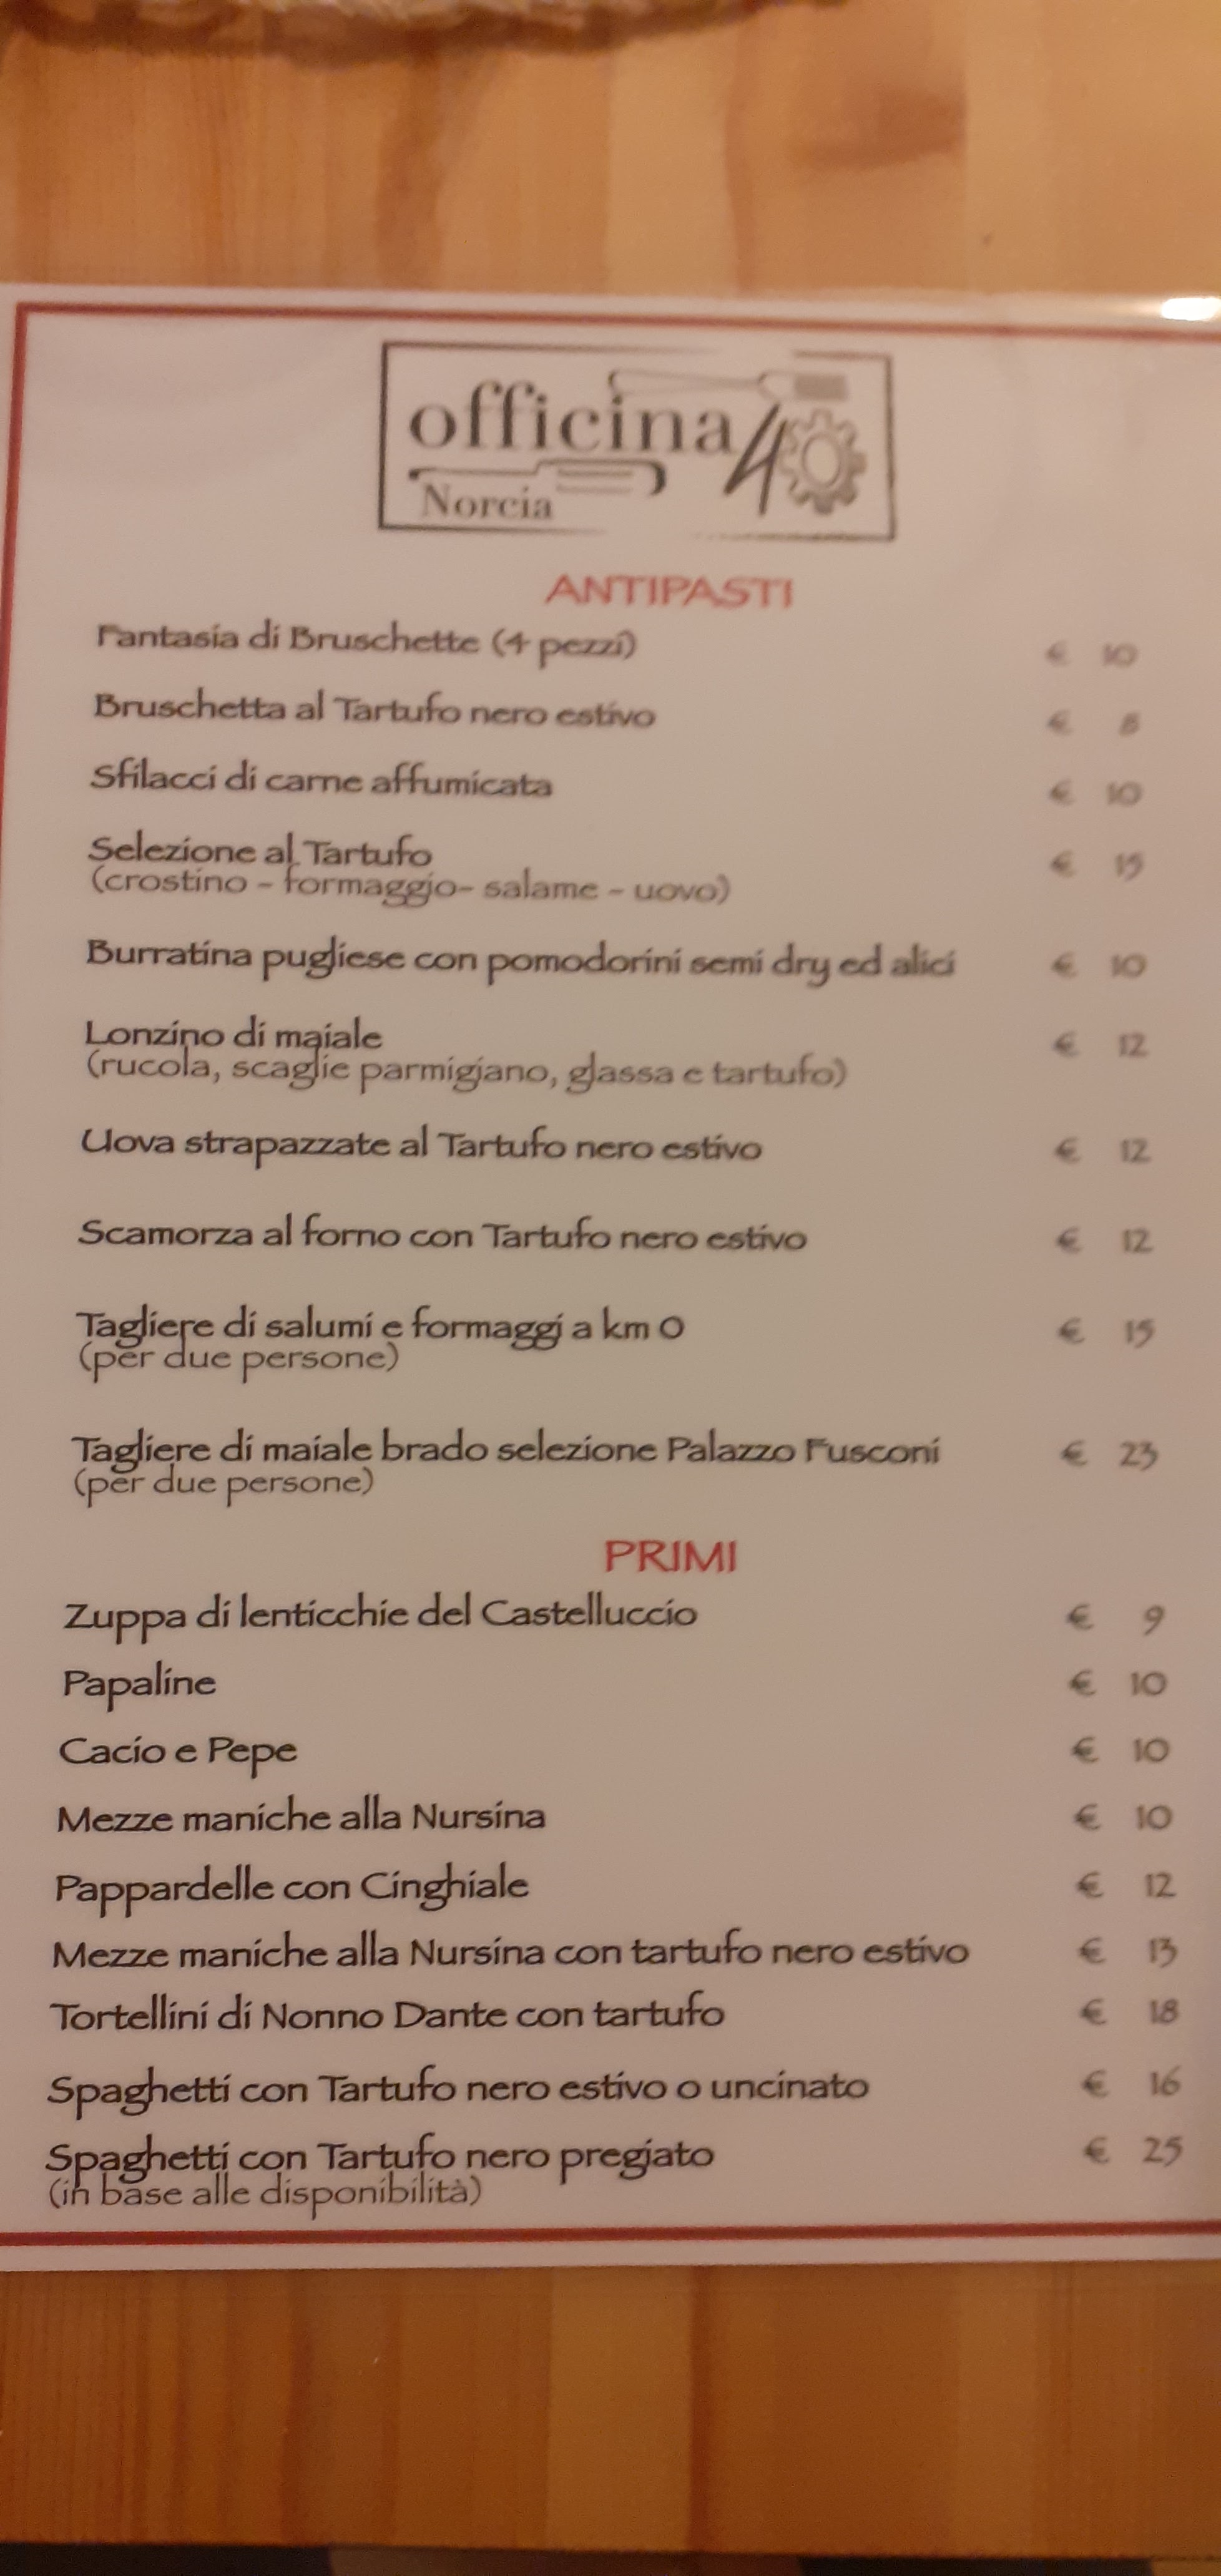 officina 40
Norcia
ANTIPASTI
Fantasia di Bruschette (4 pezzi) € 10
Bruschetta al Tartufo nero estivo € 8
Sfilacci di carne affumicata € 10
Selezione al Tartufo € 15
(crostino - formaggio- salame - uovo)
Burratina pugliese con pomodorini semi dry ed alici € 10
Lonzino di maiale € 12
(rucola, scaglie parmigiano, glassa e tartufo)
Uova strapazzate al Tartufo nero estivo € 12
Scamorza al forno con Tartufo nero estivo € 12
Tagliere di salumi e formaggi a km 0 € 15
(per due persone)
Tagliere di maiale brado selezione Palazzo Fusconi € 23
(per due persone)
PRIMI
Zuppa di lenticchie del Castelluccio € 9
Papaline € 10
Cacio e Pepe € 10
Mezze maniche alla Nursina € 10
Pappardelle con Cinghiale € 12
Mezze maniche alla Nursina con tartufo nero estivo € 13
Tortellini di Nonno Dante con tartufo € 18
Spaghetti con Tartufo nero estivo o uncinato € 16
Spaghetti con Tartufo nero pregiato € 25
(in base alle disponibilità)